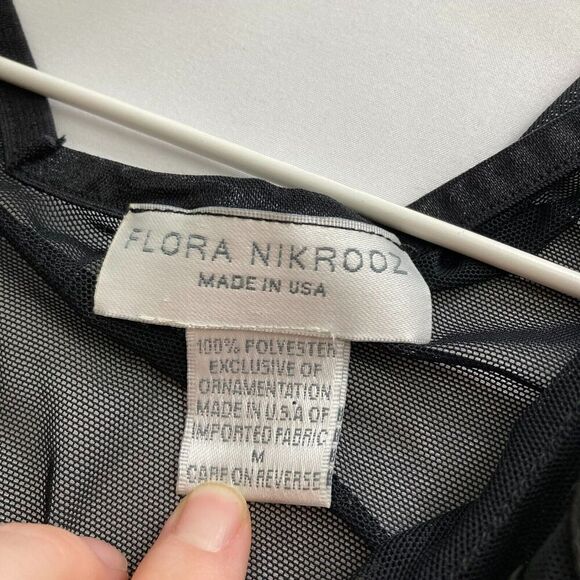 FLORA NIKROOZ
MADE IN USA
100% POLYESTER
EXCLUSIVE OF
ORNAMENTATION
MADE IN U.S.A OF
IMPORTED FABRIC
M
CARE ON REVERSE